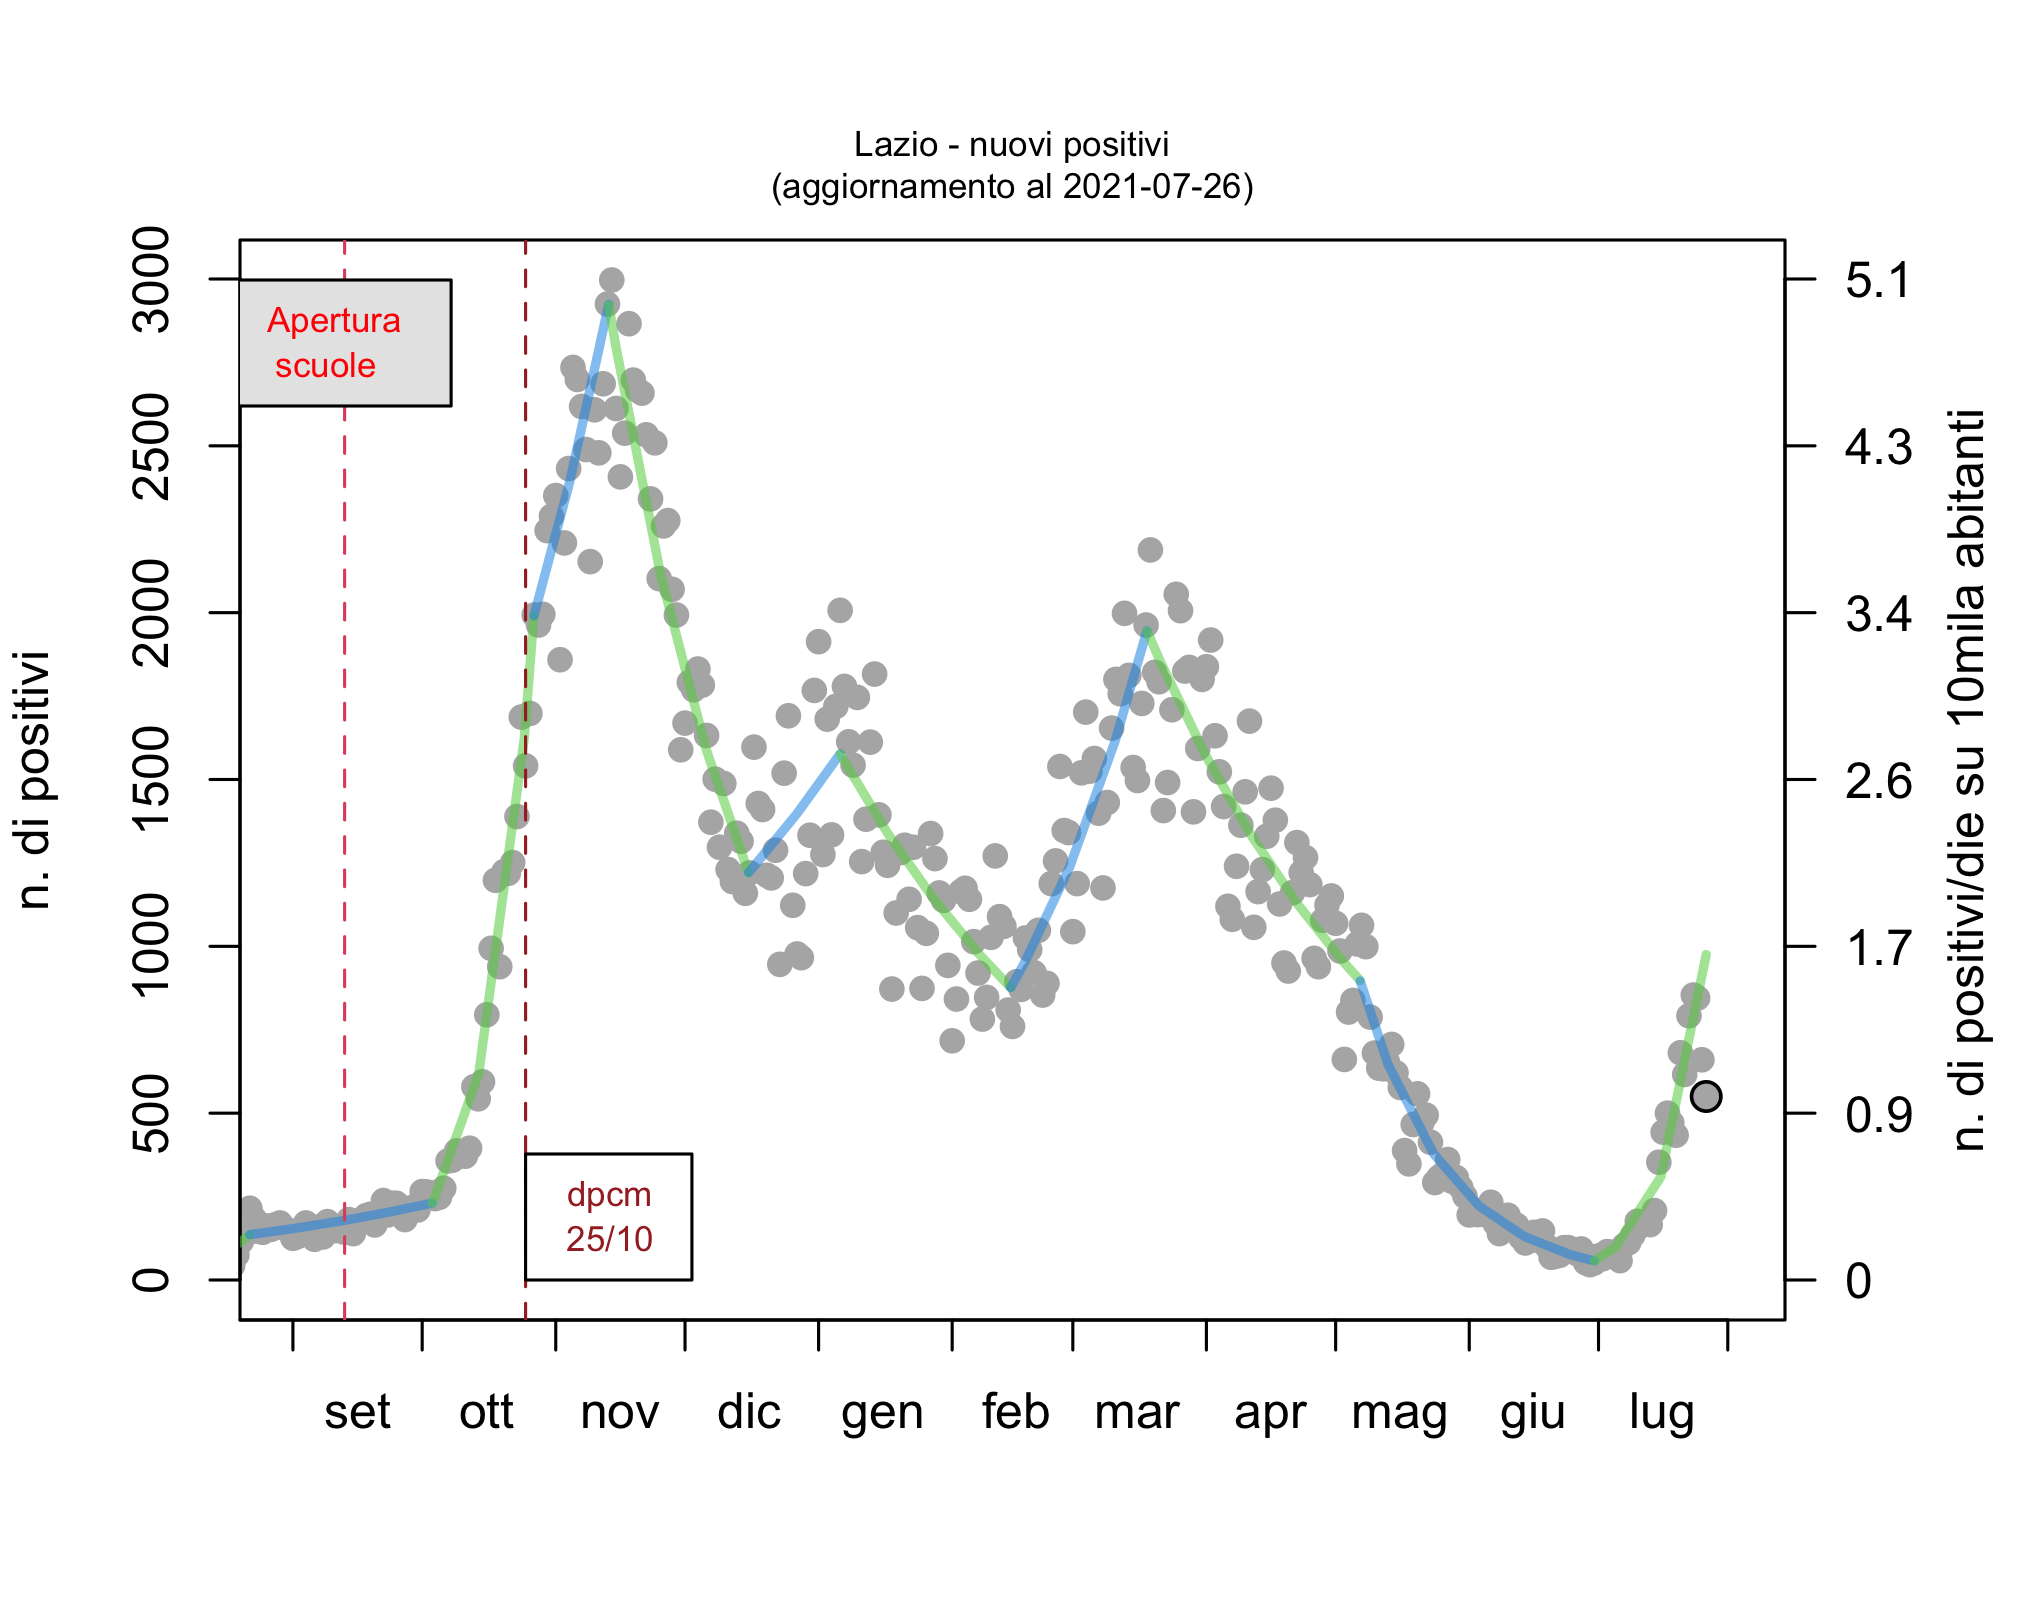 Lazio - nuovi positivi
(aggiornamento al 2021-07-26)
n. di positivi
3000
2500
2000
1500
1000
500
0
Apertura
scuole
dpcm
25/10
5.1
4.3
3.4
2.6
1.7
0.9
0
n. di positivi/die su 10mila abitanti
set ott nov dic gen feb mar apr mag giu lug